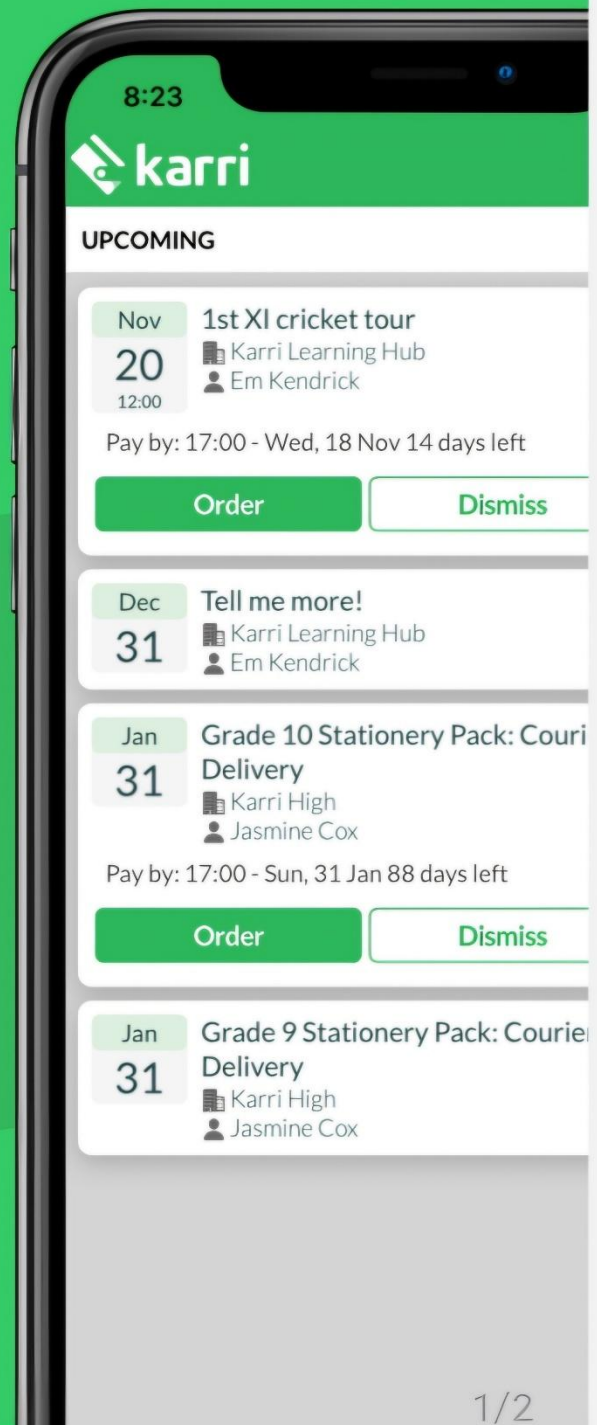 8:23
karri
UPCOMING
Nov
20
12:00
1st XI cricket tour
Karri Learning Hub
Em Kendrick
Pay by: 17:00 - Wed, 18 Nov 14 days left
Order
Dismiss
Dec
31
Tell me more!
Karri Learning Hub
Em Kendrick
Jan
31
Grade 10 Stationery Pack: Couri
Delivery
Karri High
Jasmine Cox
Pay by: 17:00 - Sun, 31 Jan 88 days left
Order
Dismiss
Jan
31
Grade 9 Stationery Pack: Courie
Delivery
Karri High
Jasmine Cox
1/2